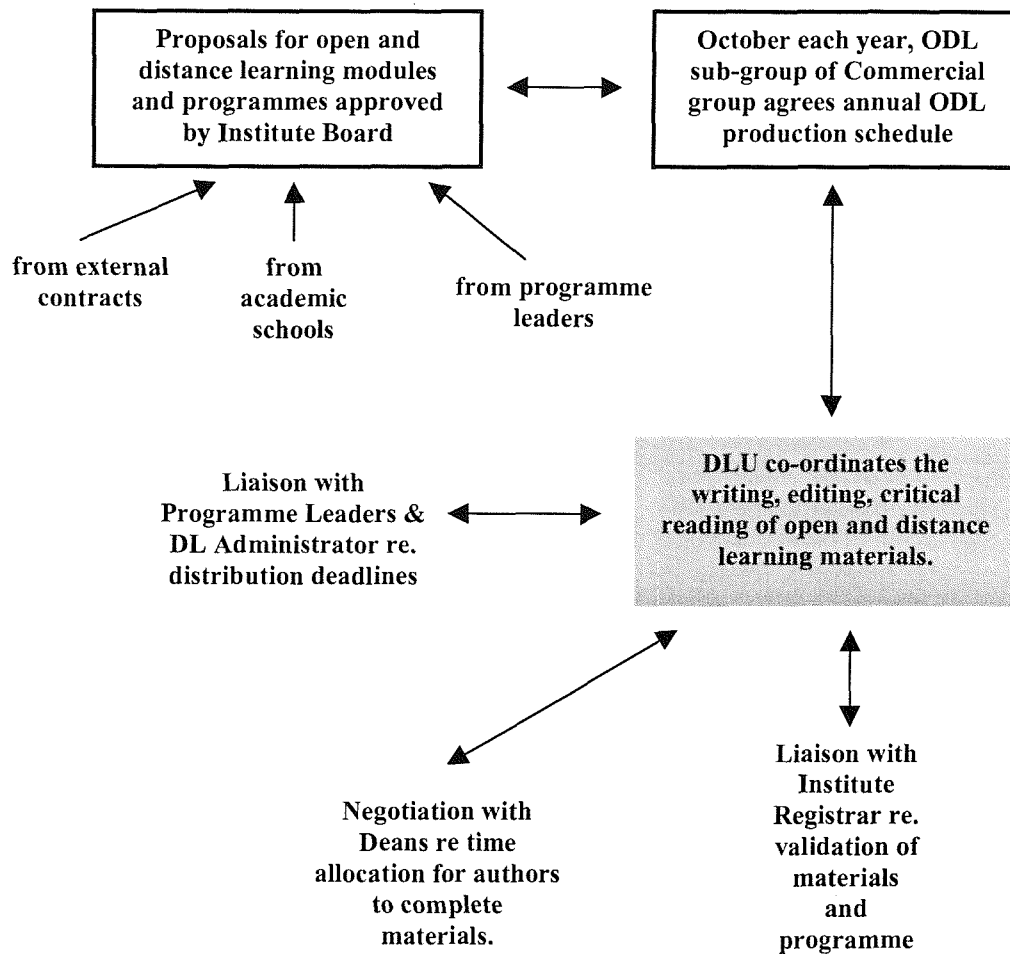 Proposals for open and
distance learning modules
and programmes approved
by Institute Board
October each year, ODL
sub-group of Commercial
group agrees annual ODL
production schedule
from external
contracts
from
academic
schools
from programme
leaders
Liaison with
Programme Leaders &
DL Administrator re.
distribution deadlines
DLU co-ordinates the
writing, editing, critical
reading of open and distance
learning materials.
Negotiation with
Deans re time
allocation for authors
to complete
materials.
Liaison with
Institute
Registrar re.
validation of
materials
and
programme